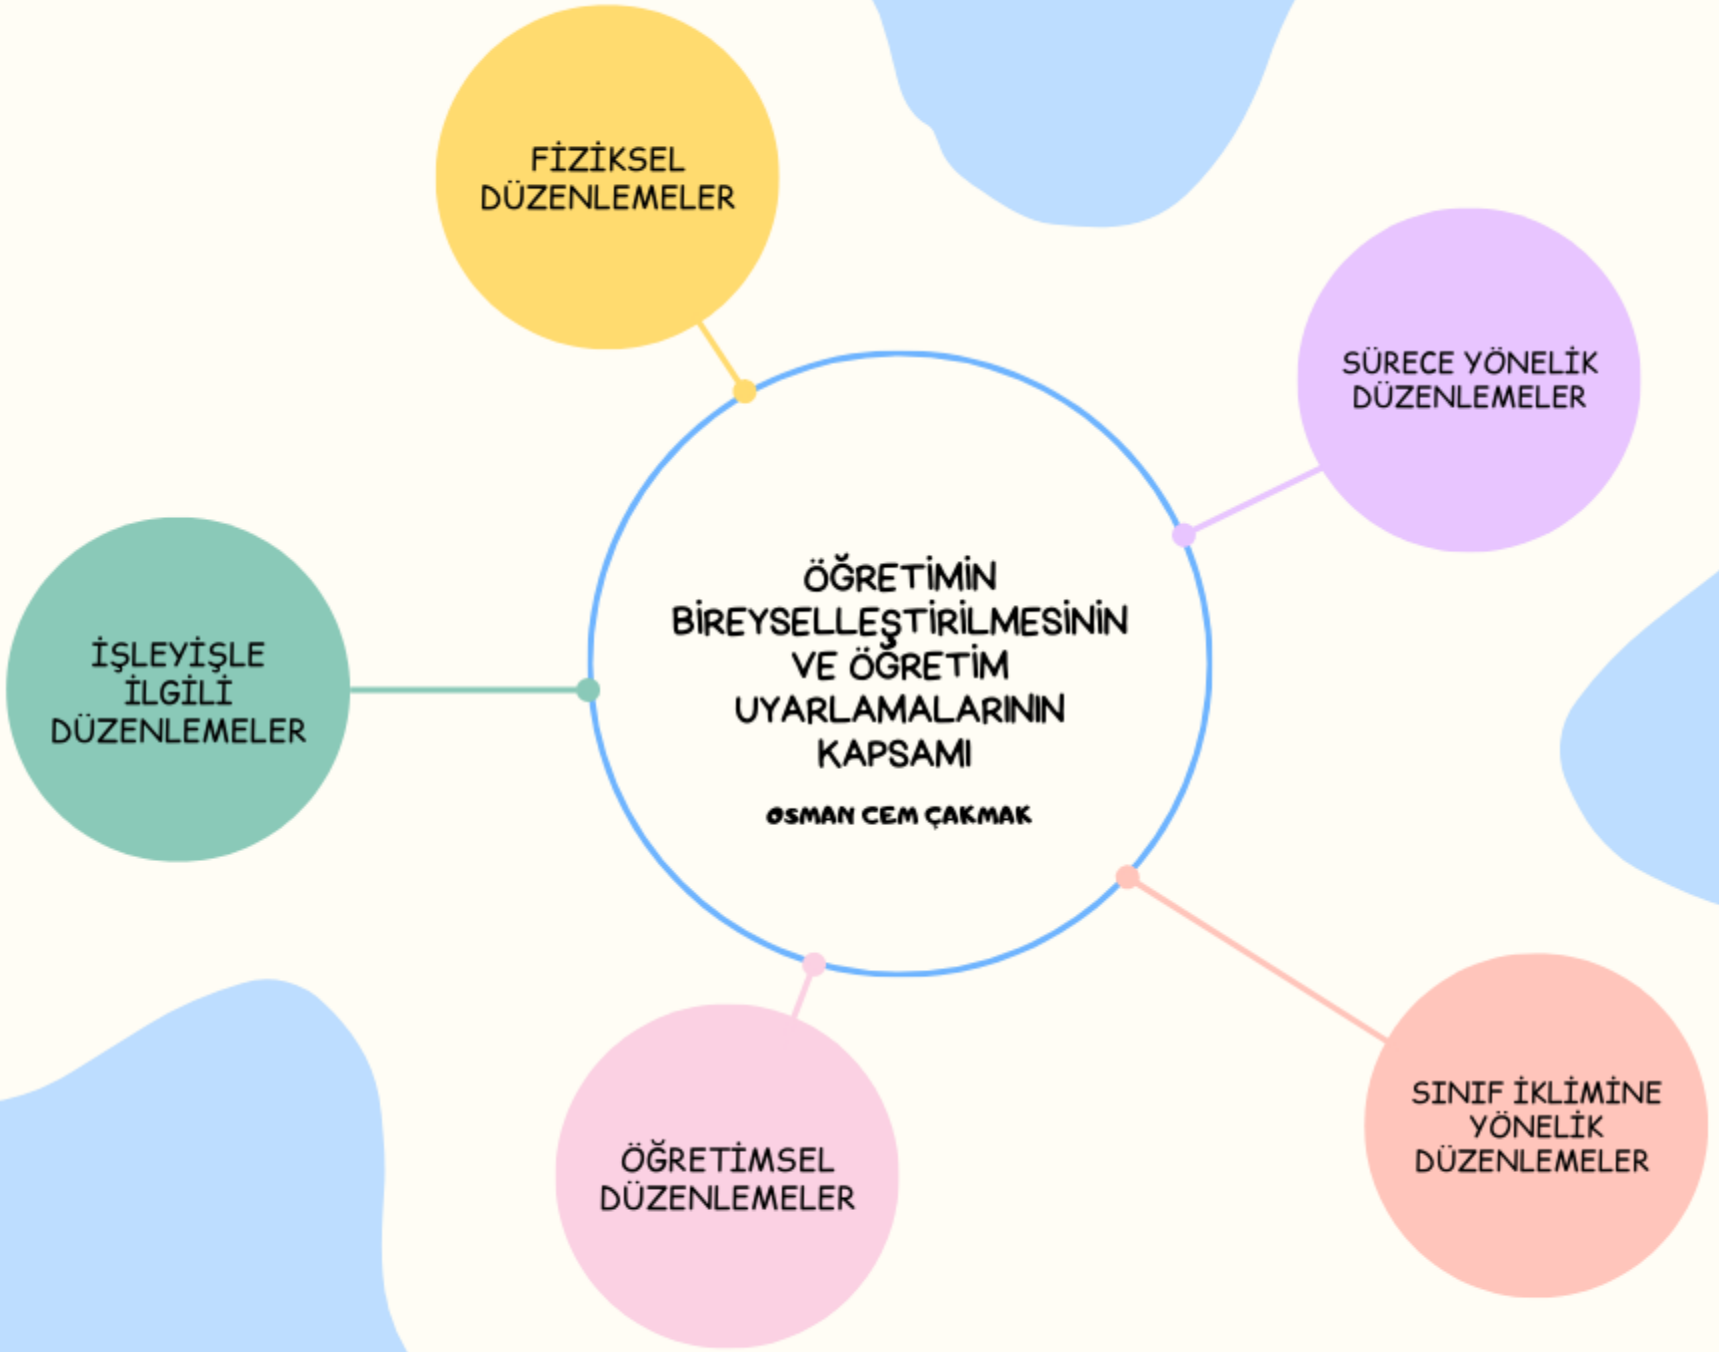 FİZİKSEL
DÜZENLEMELER
SÜRECE YÖNELİK
DÜZENLEMELER
ÖĞRETİMİN
BİREYSELLEŞTİRİLMESİNİN
VE ÖĞRETİM
UYARLAMALARININ
KAPSAMI
OSMAN CEM ÇAKMAK
İŞLEYİŞLE
İLGİLİ
DÜZENLEMELER
SINIF İKLİMİNE
YÖNELİK
DÜZENLEMELER
ÖĞRETİMSEL
DÜZENLEMELER